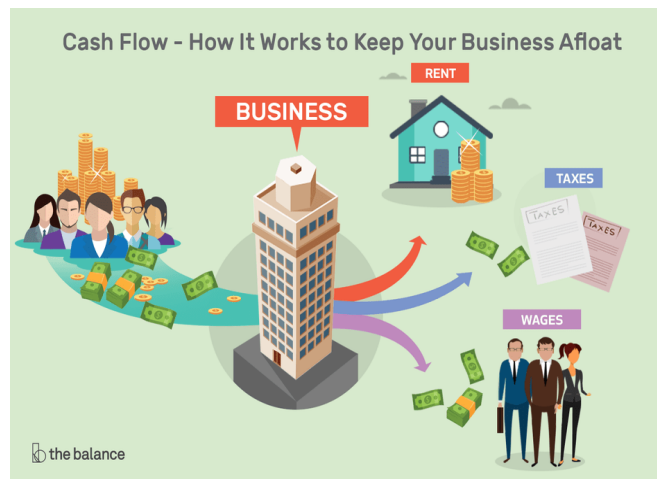 Cash Flow - How It Works to Keep Your Business Afloat
RENT
BUSINESS
TAXES
TAXES
TAXES
WAGES
the balance